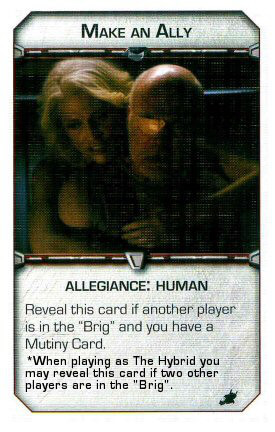 MAKE AN ALLY
ALLEGIANCE: HUMAN
Reveal this card if another player
is in the “Brig” and you have a
Mutiny Card.
*When playing as The Hybrid you
may reveal this card if two other
players are in the "Brig".